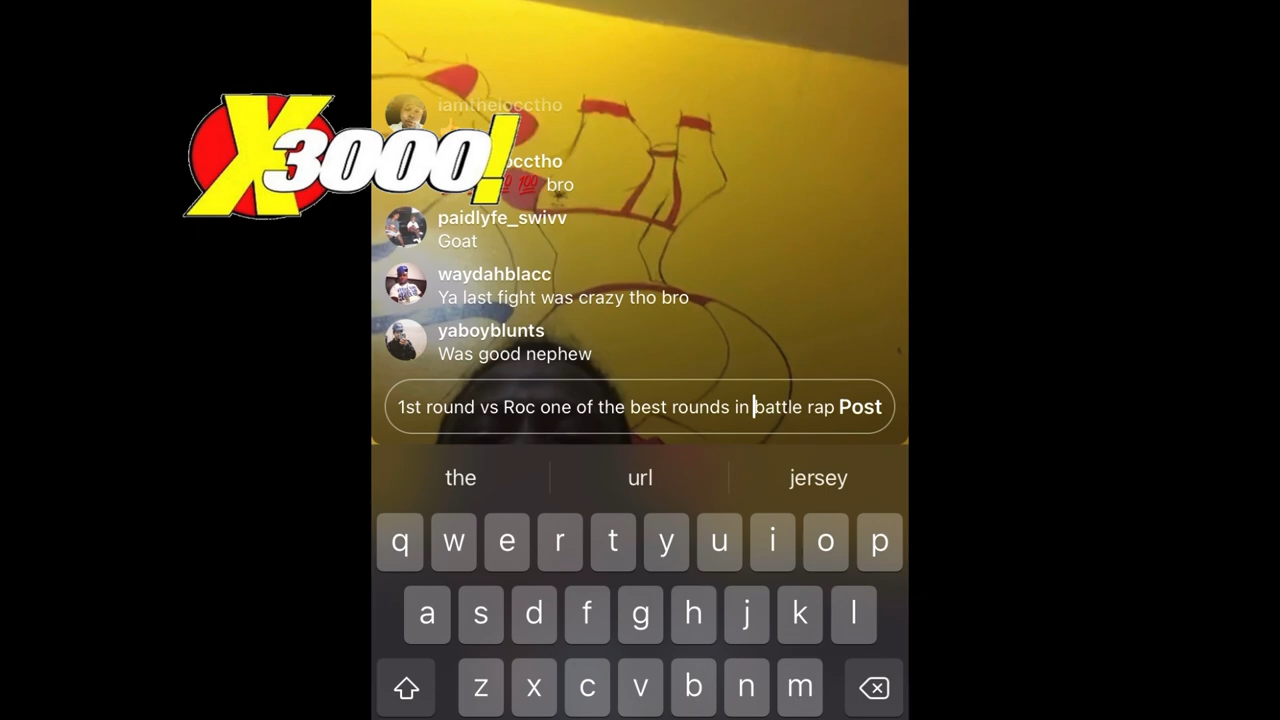 X3000!
iamthelocctho
occtho
💯 bro
paidlyfe_swivv
Goat
waydahblacc
Ya last fight was crazy tho bro
yaboyblunts
Was good nephew
1st round vs Roc one of the best rounds in battle rap Post
the url jersey
q w e r t y u i o p
a s d f g h j k l
z x c v b n m